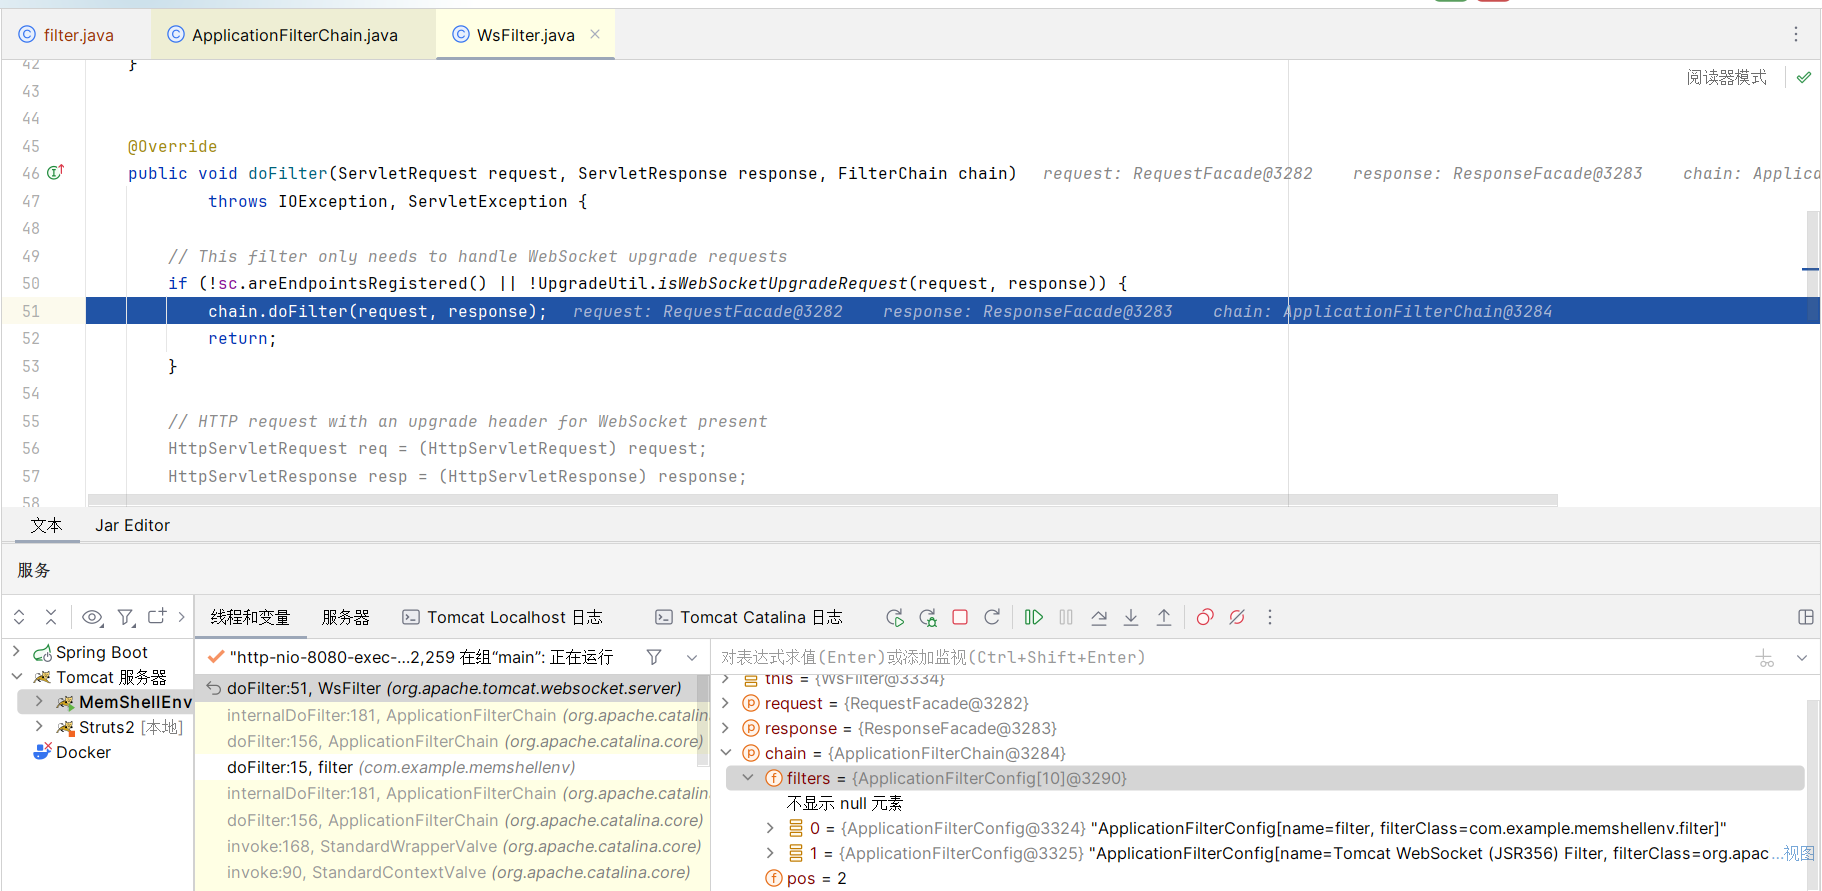 filter.java
ApplicationFilterChain.java
WsFilter.java
阅读器模式
42 }
43
44
45 @Override
46 public void doFilter(ServletRequest request, ServletResponse response, FilterChain chain) request: RequestFacade@3282 response: ResponseFacade@3283 chain: Applica
47 throws IOException, ServletException {
48
49 // This filter only needs to handle WebSocket upgrade requests
50 if (!sc.areEndpointsRegistered() || !UpgradeUtil.isWebSocketUpgradeRequest(request, response)) {
51 chain.doFilter(request, response); request: RequestFacade@3282 response: ResponseFacade@3283 chain: ApplicationFilterChain@3284
52 return;
53 }
54
55 // HTTP request with an upgrade header for WebSocket present
56 HttpServletRequest req = (HttpServletRequest) request;
57 HttpServletResponse resp = (HttpServletResponse) response;
58
文本 Jar Editor
服务
线程和变量 服务器 Tomcat Localhost 日志 Tomcat Catalina 日志
Spring Boot
Tomcat 服务器
MemShellEnv
Struts2 [本地]
Docker
"http-nio-8080-exec-...2,259 在组“main”: 正在运行
doFilter:51, WsFilter (org.apache.tomcat.websocket.server)
internalDoFilter:181, ApplicationFilterChain (org.apache.catalin
doFilter:156, ApplicationFilterChain (org.apache.catalina.core)
doFilter:15, filter (com.example.memshellenv)
internalDoFilter:181, ApplicationFilterChain (org.apache.catalin
doFilter:156, ApplicationFilterChain (org.apache.catalina.core)
invoke:168, StandardWrapperValve (org.apache.catalina.core)
invoke:90, StandardContextValve (org.apache.catalina.core)
对表达式求值(Enter)或添加监视(Ctrl+Shift+Enter)
this = {WsFilter@3334}
request = {RequestFacade@3282}
response = {ResponseFacade@3283}
chain = {ApplicationFilterChain@3284}
filters = {ApplicationFilterConfig[10]@3290}
不显示 null 元素
0 = {ApplicationFilterConfig@3324} "ApplicationFilterConfig[name=filter, filterClass=com.example.memshellenv.filter]"
1 = {ApplicationFilterConfig@3325} "ApplicationFilterConfig[name=Tomcat WebSocket (JSR356) Filter, filterClass=org.apac ...视图
pos = 2